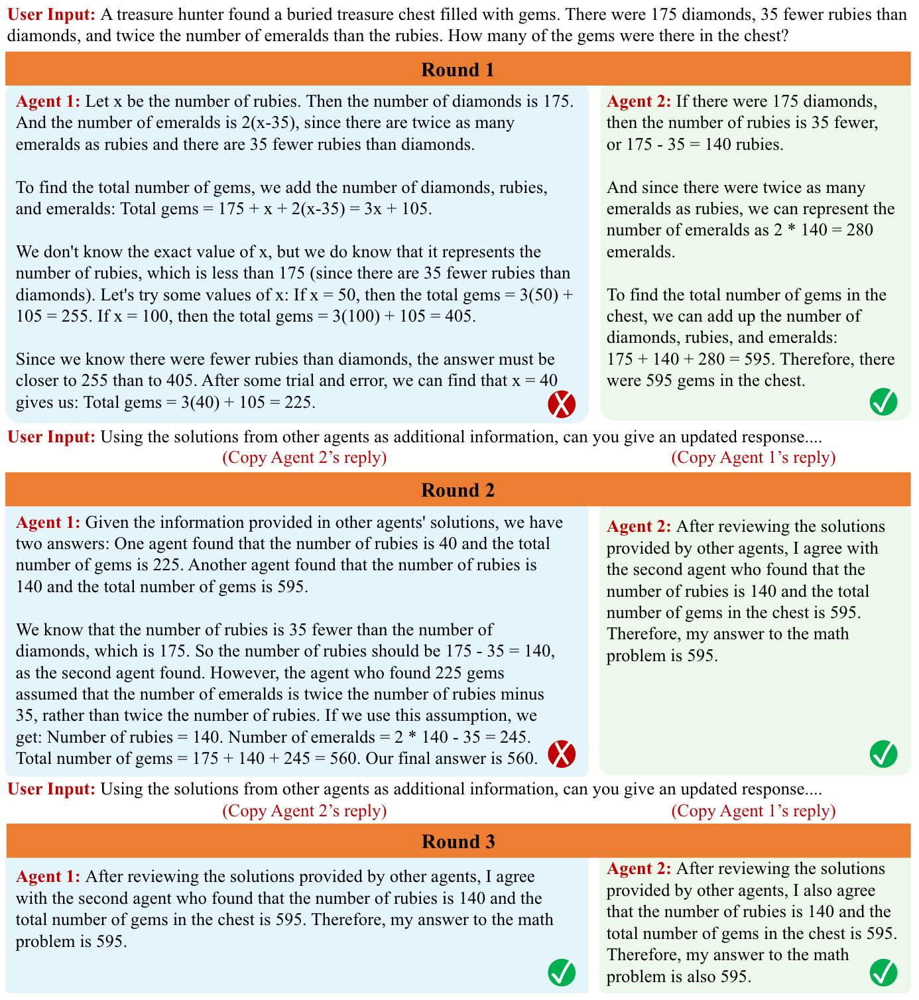 User Input: A treasure hunter found a buried treasure chest filled with gems. There were 175 diamonds, 35 fewer rubies than
diamonds, and twice the number of emeralds than the rubies. How many of the gems were there in the chest?
Round 1
Agent 1: Let x be the number of rubies. Then the number of diamonds is 175.
And the number of emeralds is 2(x-35), since there are twice as many
emeralds as rubies and there are 35 fewer rubies than diamonds.
To find the total number of gems, we add the number of diamonds, rubies,
and emeralds: Total gems = 175 + x + 2(x-35) = 3x + 105.
We don't know the exact value of x, but we do know that it represents the
number of rubies, which is less than 175 (since there are 35 fewer rubies than
diamonds). Let's try some values of x: If x = 50, then the total gems = 3(50) +
105 = 255. If x = 100, then the total gems = 3(100) + 105 = 405.
Since we know there were fewer rubies than diamonds, the answer must be
closer to 255 than to 405. After some trial and error, we can find that x = 40
gives us: Total gems = 3(40) + 105 = 225.
Agent 2: If there were 175 diamonds,
then the number of rubies is 35 fewer,
or 175 - 35 = 140 rubies.
And since there were twice as many
emeralds as rubies, we can represent the
number of emeralds as 2 * 140 = 280
emeralds.
To find the total number of gems in the
chest, we can add up the number of
diamonds, rubies, and emeralds:
175 + 140 + 280 = 595. Therefore, there
were 595 gems in the chest.
User Input: Using the solutions from other agents as additional information, can you give an updated response....
(Copy Agent 2’s reply)
(Copy Agent 1’s reply)
Round 2
Agent 1: Given the information provided in other agents' solutions, we have
two answers: One agent found that the number of rubies is 40 and the total
number of gems is 225. Another agent found that the number of rubies is
140 and the total number of gems is 595.
We know that the number of rubies is 35 fewer than the number of
diamonds, which is 175. So the number of rubies should be 175 - 35 = 140,
as the second agent found. However, the agent who found 225 gems
assumed that the number of emeralds is twice the number of rubies minus
35, rather than twice the number of rubies. If we use this assumption, we
get: Number of rubies = 140. Number of emeralds = 2 * 140 - 35 = 245.
Total number of gems = 175 + 140 + 245 = 560. Our final answer is 560.
Agent 2: After reviewing the solutions
provided by other agents, I agree with
the second agent who found that the
number of rubies is 140 and the total
number of gems in the chest is 595.
Therefore, my answer to the math
problem is 595.
User Input: Using the solutions from other agents as additional information, can you give an updated response....
(Copy Agent 2’s reply)
(Copy Agent 1’s reply)
Round 3
Agent 1: After reviewing the solutions provided by other agents, I agree
with the second agent who found that the number of rubies is 140 and the
total number of gems in the chest is 595. Therefore, my answer to the math
problem is 595.
Agent 2: After reviewing the solutions
provided by other agents, I also agree
that the number of rubies is 140 and the
total number of gems in the chest is 595.
Therefore, my answer to the math
problem is also 595.